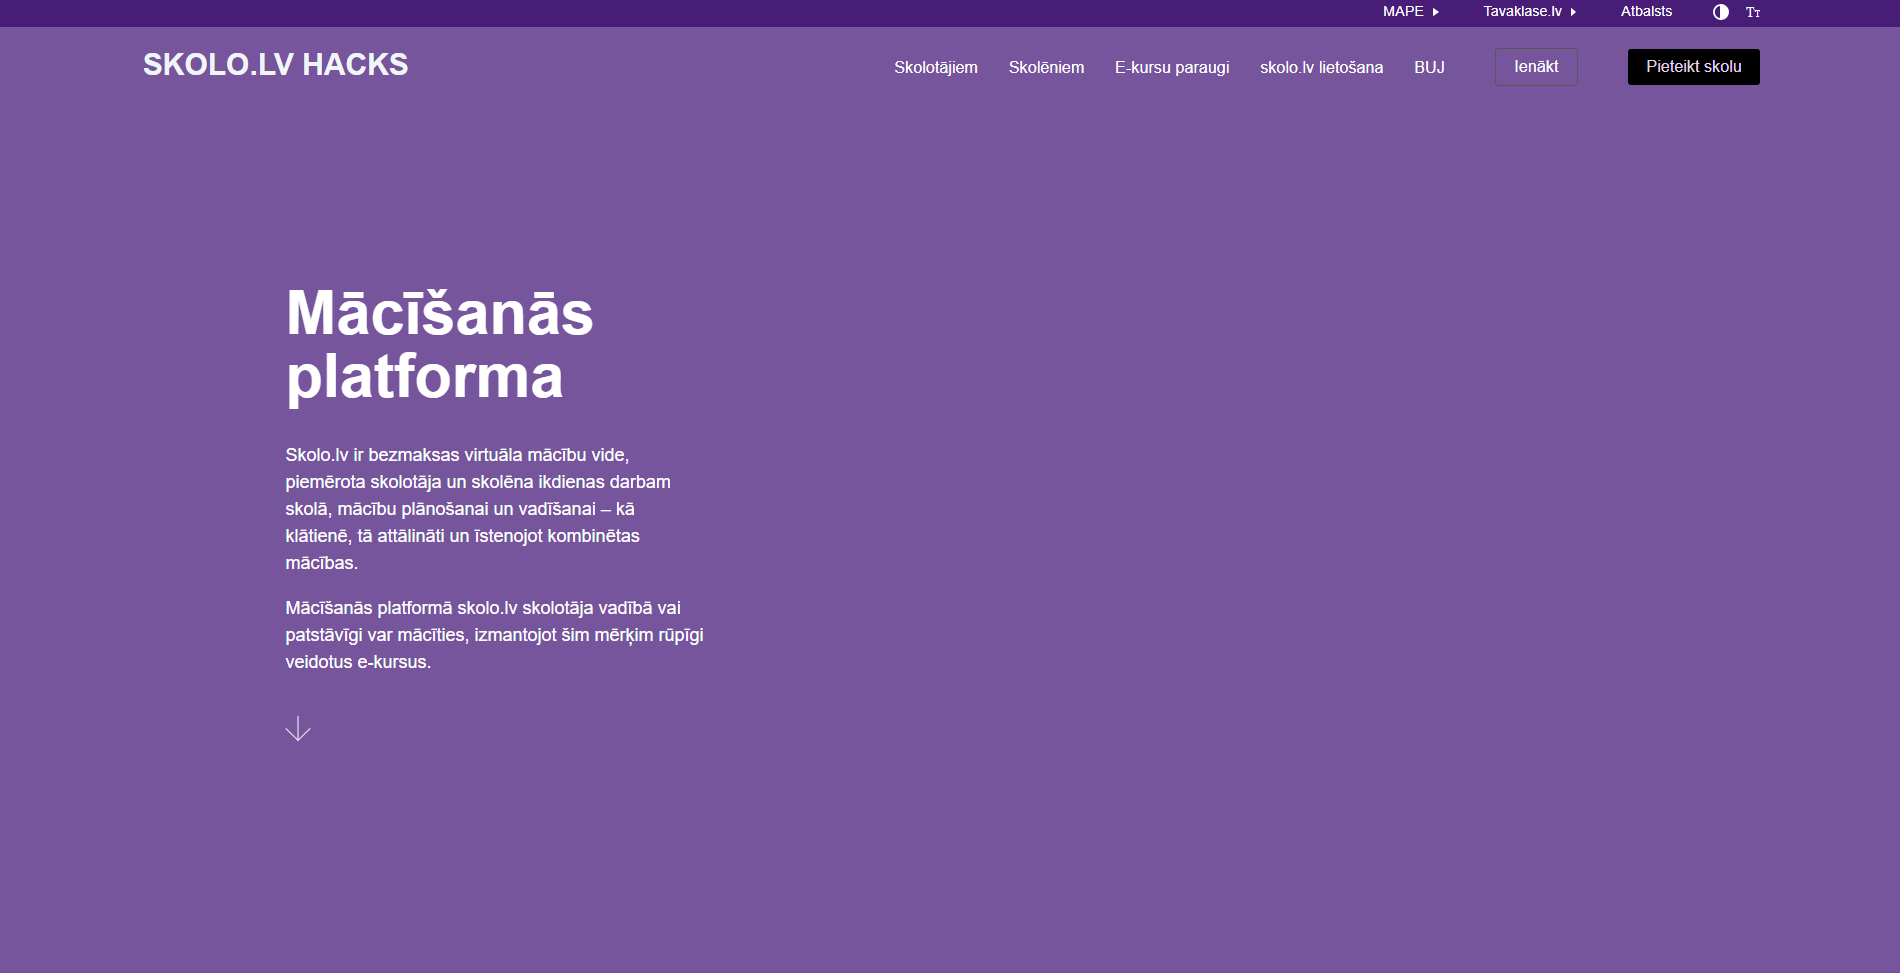 MAPE Tavaklase.lv Atbalsts Tт
SKOLO.LV HACKS
Skolotājiem Skolēniem E-kursu paraugi skolo.lv lietošana BUJ Ienākt Pieteikt skolu
Mācīšanās
platforma
Skolo.lv ir bezmaksas virtuāla mācību vide,
piemērota skolotāja un skolēna ikdienas darbam
skolā, mācību plānošanai un vadīšanai – kā
klātienē, tā attālināti un īstenojot kombinētas
mācības.
Mācīšanās platformā skolo.lv skolotāja vadībā vai
patstāvīgi var mācīties, izmantojot šim mērķim rūpīgi
veidotus e-kursus.